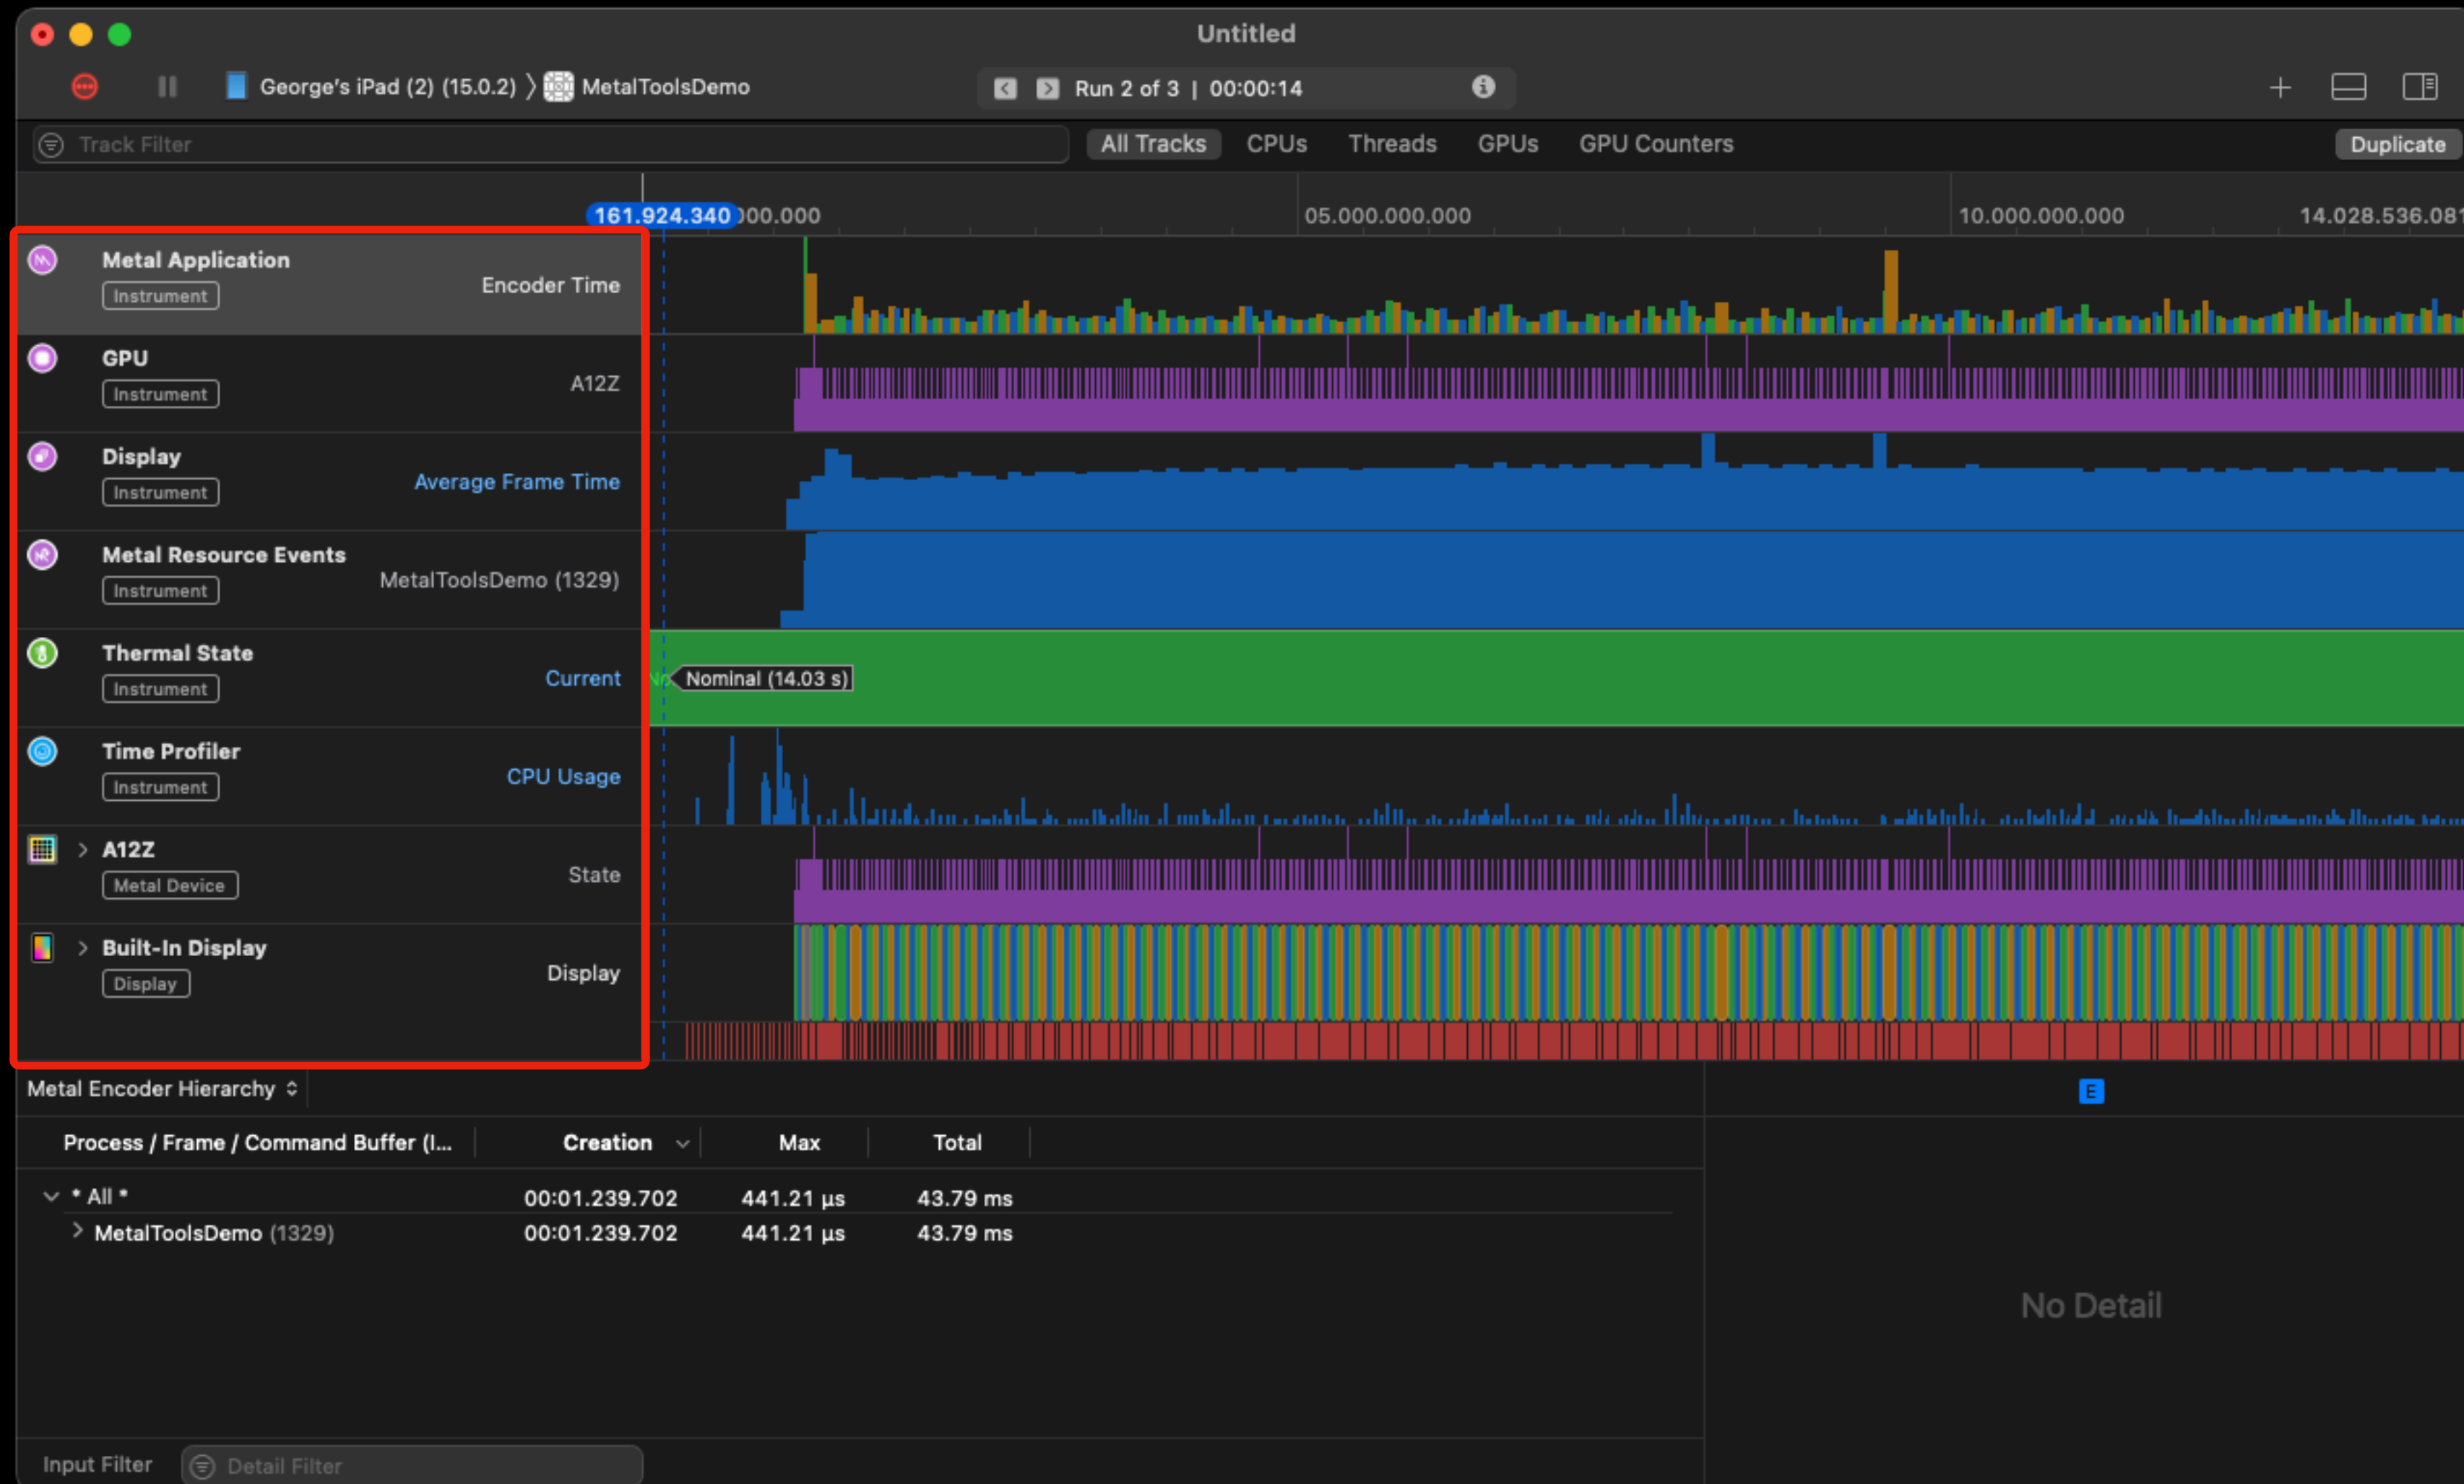 Untitled
George's iPad (2) (15.0.2) 〉 MetalToolsDemo
Run 2 of 3 | 00:00:14
Track Filter
All Tracks CPUs Threads GPUs GPU Counters
Duplicate
161.924.340 000.000 05.000.000.000 10.000.000.000 14.028.536.081
Metal Application
Instrument
Encoder Time
GPU
Instrument
A12Z
Display
Instrument
Average Frame Time
Metal Resource Events
Instrument
MetalToolsDemo (1329)
Thermal State
Instrument
Current
Nominal (14.03 s)
Time Profiler
Instrument
CPU Usage
A12Z
Metal Device
State
Built-In Display
Display
Display
Metal Encoder Hierarchy
E
Process / Frame / Command Buffer (I... Creation Max Total
* All * 00:01.239.702 441.21 µs 43.79 ms
MetalToolsDemo (1329) 00:01.239.702 441.21 µs 43.79 ms
No Detail
Input Filter Detail Filter